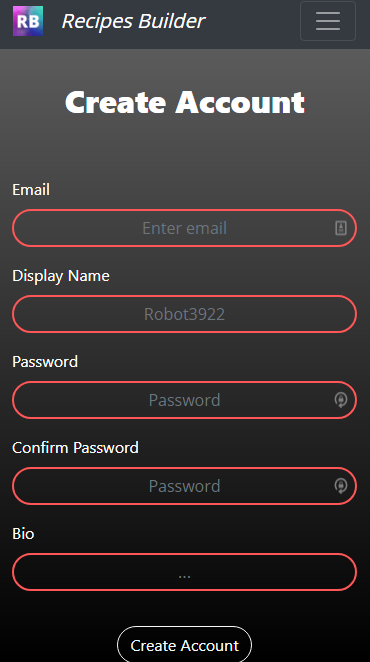 RB Recipes Builder
Create Account
Email
Enter email
Display Name
Robot3922
Password
Password
Confirm Password
Password
Bio
...
Create Account